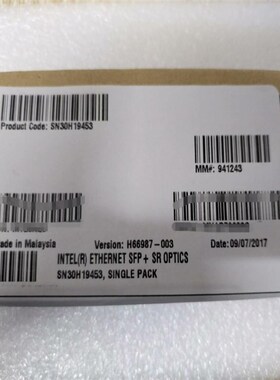 Product Code: SN30H19453
MM#: 941243
Made in Malaysia Version: H66987-003 Date:09/07/2017
INTEL(R) ETHERNET SFP+ SR OPTICS
SN30H19453, SINGLE PACK